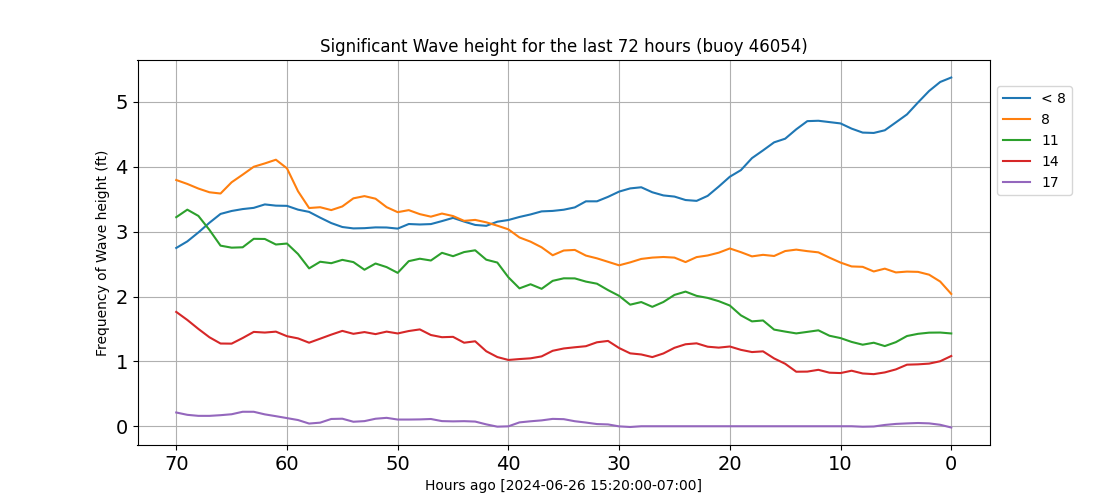 Significant Wave height for the last 72 hours (buoy 46054)
Frequency of Wave height (ft)
5
4
3
2
1
0
70 60 50 40 30 20 10 0
Hours ago [2024-06-26 15:20:00-07:00]
< 8
8
11
14
17